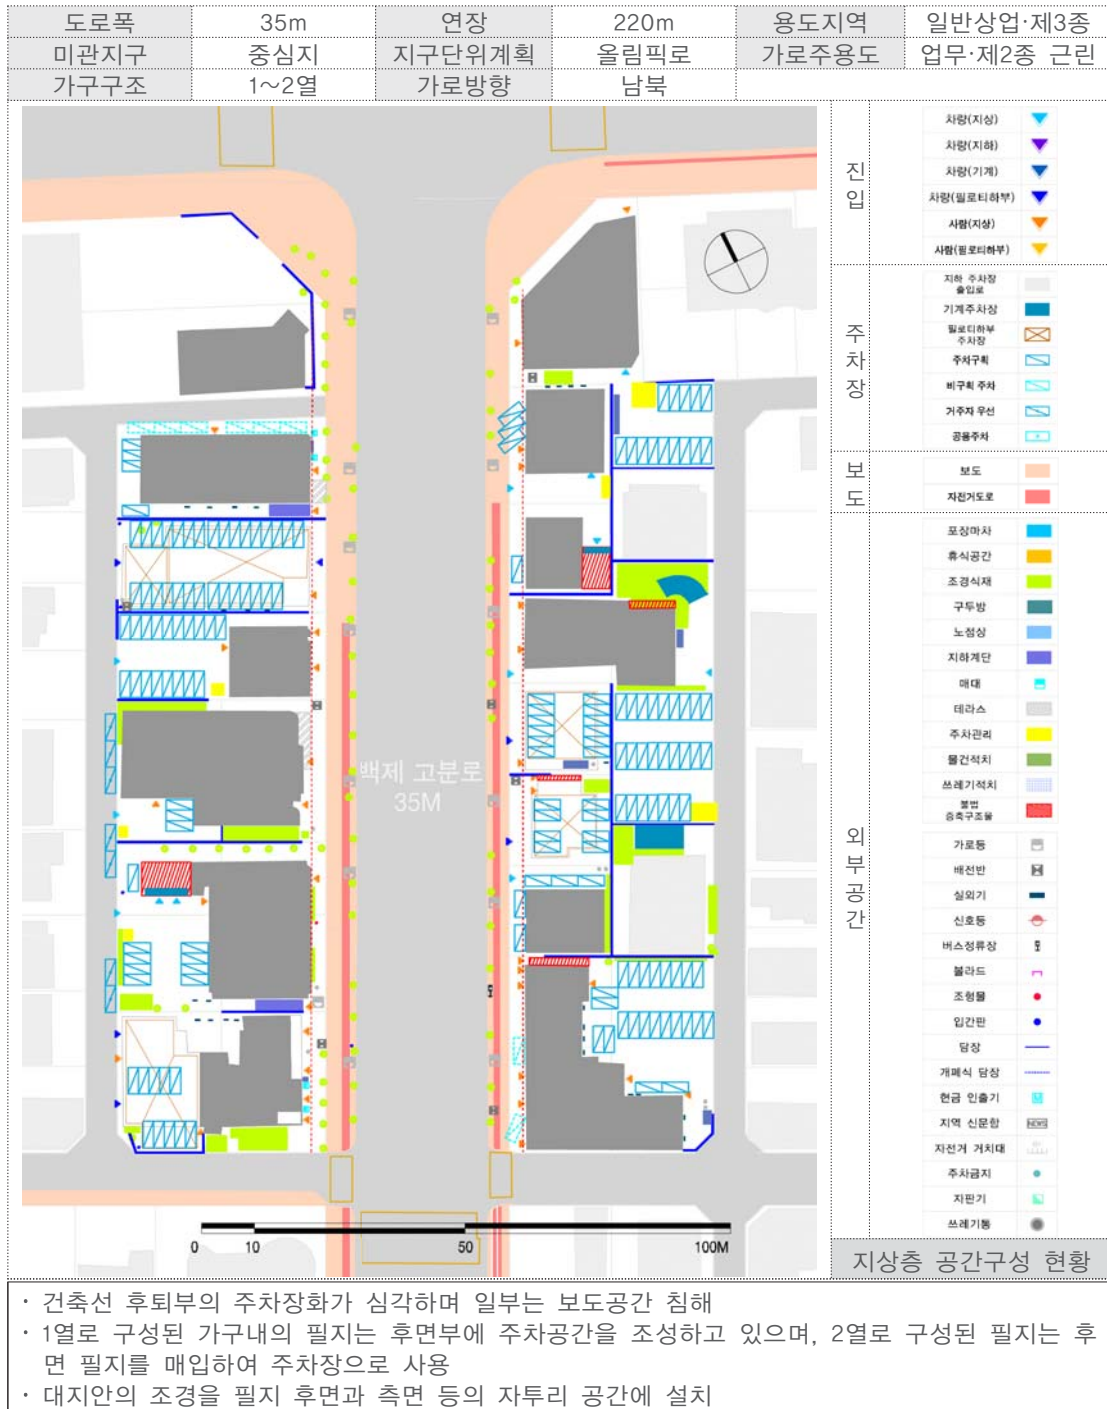 도로폭 35m 연장 220m 용도지역 일반상업·제3종
미관지구 중심지 지구단위계획 올림픽로 가로주용도 업무·제2종 근린
가구구조 1~2열 가로방향 남북
백제 고분로
35M
0 10 50 100M
진입
차량(지상)
차량(지하)
차량(기계)
차량(필로티하부)
사람(지상)
사람(필로티하부)
주차장
지하 주차장
출입로
기계주차장
필로티하부
주차장
주차구획
비구획 주차
거주자 우선
공용주차
보도
보도
자전거도로
외부공간
포장마차
휴식공간
조경식재
구두방
노점상
지하계단
매대
테라스
주차관리
물건적치
쓰레기적치
불법
증축구조물
가로등
배전반
실외기
신호등
버스정류장
볼라드
조형물
입간판
담장
개폐식 담장
현금 인출기
지역 신문함
NEWS
자전거 거치대
주차금지
자판기
쓰레기통
지상층 공간구성 현황
· 건축선 후퇴부의 주차장화가 심각하며 일부는 보도공간 침해
· 1열로 구성된 가구내의 필지는 후면부에 주차공간을 조성하고 있으며, 2열로 구성된 필지는 후
면 필지를 매입하여 주차장으로 사용
· 대지안의 조경을 필지 후면과 측면 등의 자투리 공간에 설치